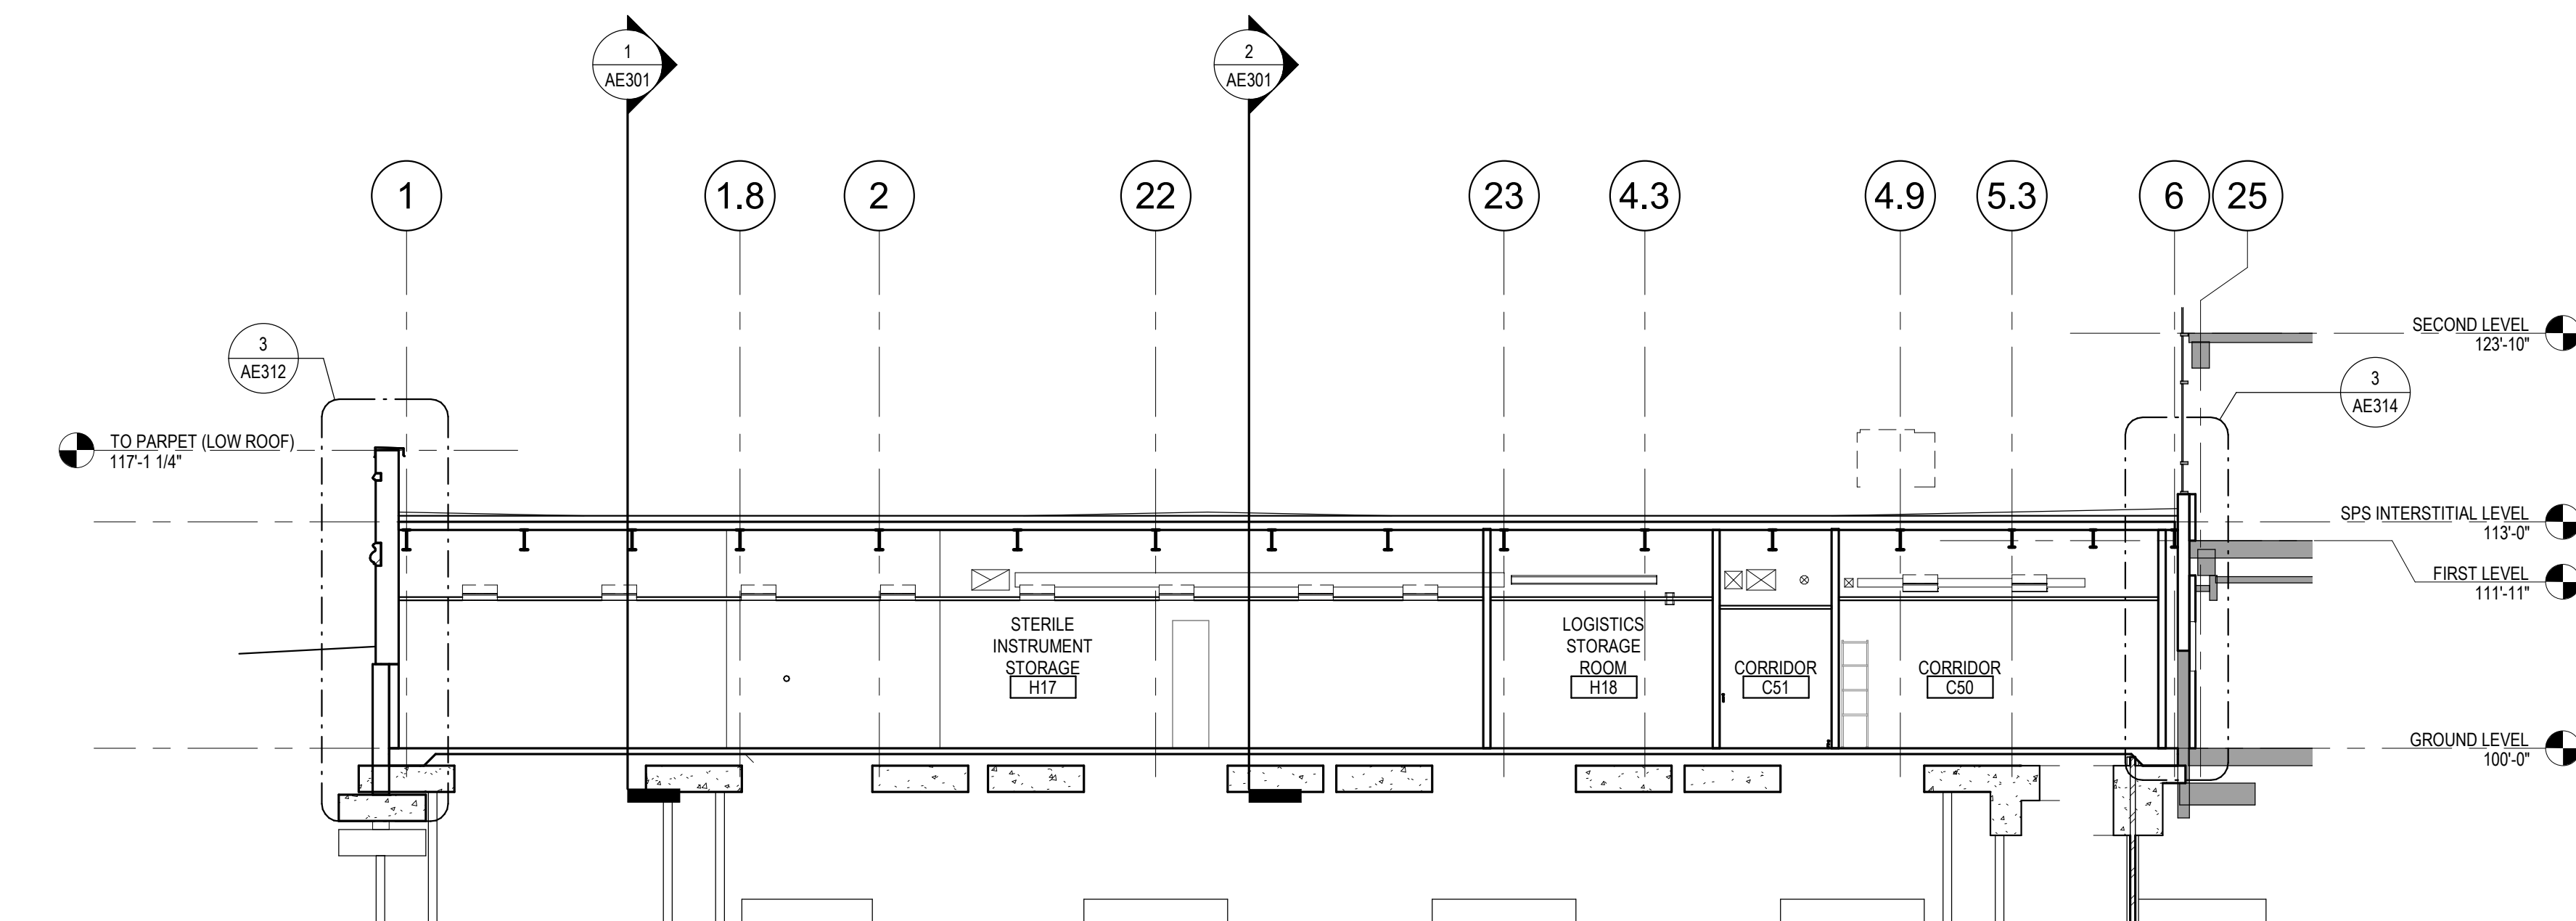 1
AE301
2
AE301
1
1.8
2
22
23
4.3
4.9
5.3
6
25
SECOND LEVEL
123'-10"
3
AE312
3
AE314
TO PARPET (LOW ROOF)
117'-1 1/4"
SPS INTERSTITIAL LEVEL
113'-0"
FIRST LEVEL
111'-11"
STERILE
INSTRUMENT
STORAGE
H17
LOGISTICS
STORAGE
ROOM
H18
CORRIDOR
C51
CORRIDOR
C50
GROUND LEVEL
100'-0"